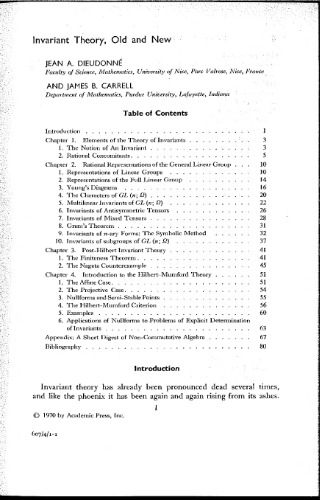 Invariant Theory, Old and New
JEAN A. DIEUDONNÉ
Faculty of Science, Mathematics, University of Nice, Parc Valrose, Nice, France
AND JAMES B. CARRELL
Department of Mathematics, Purdue University, Lafayette, Indiana
Table of Contents
Introduction . . . . . . . . . . . . . . . . . . . . 1
Chapter 1. Elements of the Theory of Invariants . . . . . . . . 3
1. The Notion of An Invariant . . . . . . . . . . . . . 3
2. Rational Concomitants . . . . . . . . . . . . . . . 5
Chapter 2. Rational Representations of the General Linear Group . . . 10
1. Representations of Linear Groups . . . . . . . . . . . 10
2. Representations of the Full Linear Group . . . . . . . . 14
3. Young's Diagrams . . . . . . . . . . . . . . . . 16
4. The Characters of GL (n; Ω) . . . . . . . . . . . . . 20
5. Multilinear Invariants of GL (n; Ω) . . . . . . . . . . . 22
6. Invariants of Antisymmetric Tensors . . . . . . . . . . 26
7. Invariants of Mixed Tensors . . . . . . . . . . . . . 28
8. Gram's Theorem . . . . . . . . . . . . . . . . . 31
9. Invariants of n-ary Forms: The Symbolic Method . . . . . 32
10. Invariants of subgroups of GL (n; Ω) . . . . . . . . . . 37
Chapter 3. Post-Hilbert Invariant Theory . . . . . . . . . . . 41
1. The Finiteness Theorem . . . . . . . . . . . . . . 41
2. The Nagata Counterexample . . . . . . . . . . . . . 45
Chapter 4. Introduction to the Hilbert-Mumford Theory . . . . . . 51
1. The Affine Case . . . . . . . . . . . . . . . . . 51
2. The Projective Case . . . . . . . . . . . . . . . . 54
3. Nullforms and Semi-Stable Points . . . . . . . . . . . 55
4. The Hilbert-Mumford Criterion . . . . . . . . . . . . 56
5. Examples . . . . . . . . . . . . . . . . . . . . 60
6. Applications of Nullforms to Problems of Explicit Determination
of Invariants . . . . . . . . . . . . . . . . . . . 63
Appendix: A Short Digest of Non-Commutative Algebra . . . . . . 67
Bibliography . . . . . . . . . . . . . . . . . . . . 80
Introduction
Invariant theory has already been pronounced dead several times,
and like the phoenix it has been again and again rising from its ashes.
1
© 1970 by Academic Press, Inc.
607/4/1-1